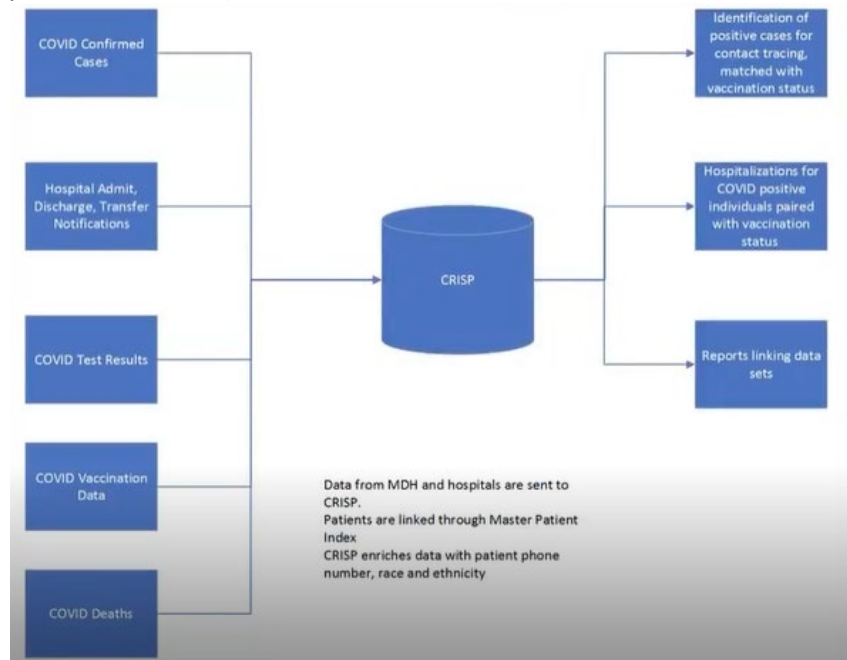 COVID Confirmed
Cases
Hospital Admit,
Discharge, Transfer
Notifications
COVID Test Results
COVID Vaccination
Data
COVID Deaths
CRISP
Identification of
positive cases for
contact tracing,
matched with
vaccination status
Hospitalizations for
COVID positive
individuals paired
with vaccination
status
Reports linking data
sets
Data from MDH and hospitals are sent to
CRISP.
Patients are linked through Master Patient
Index
CRISP enriches data with patient phone
number, race and ethnicity